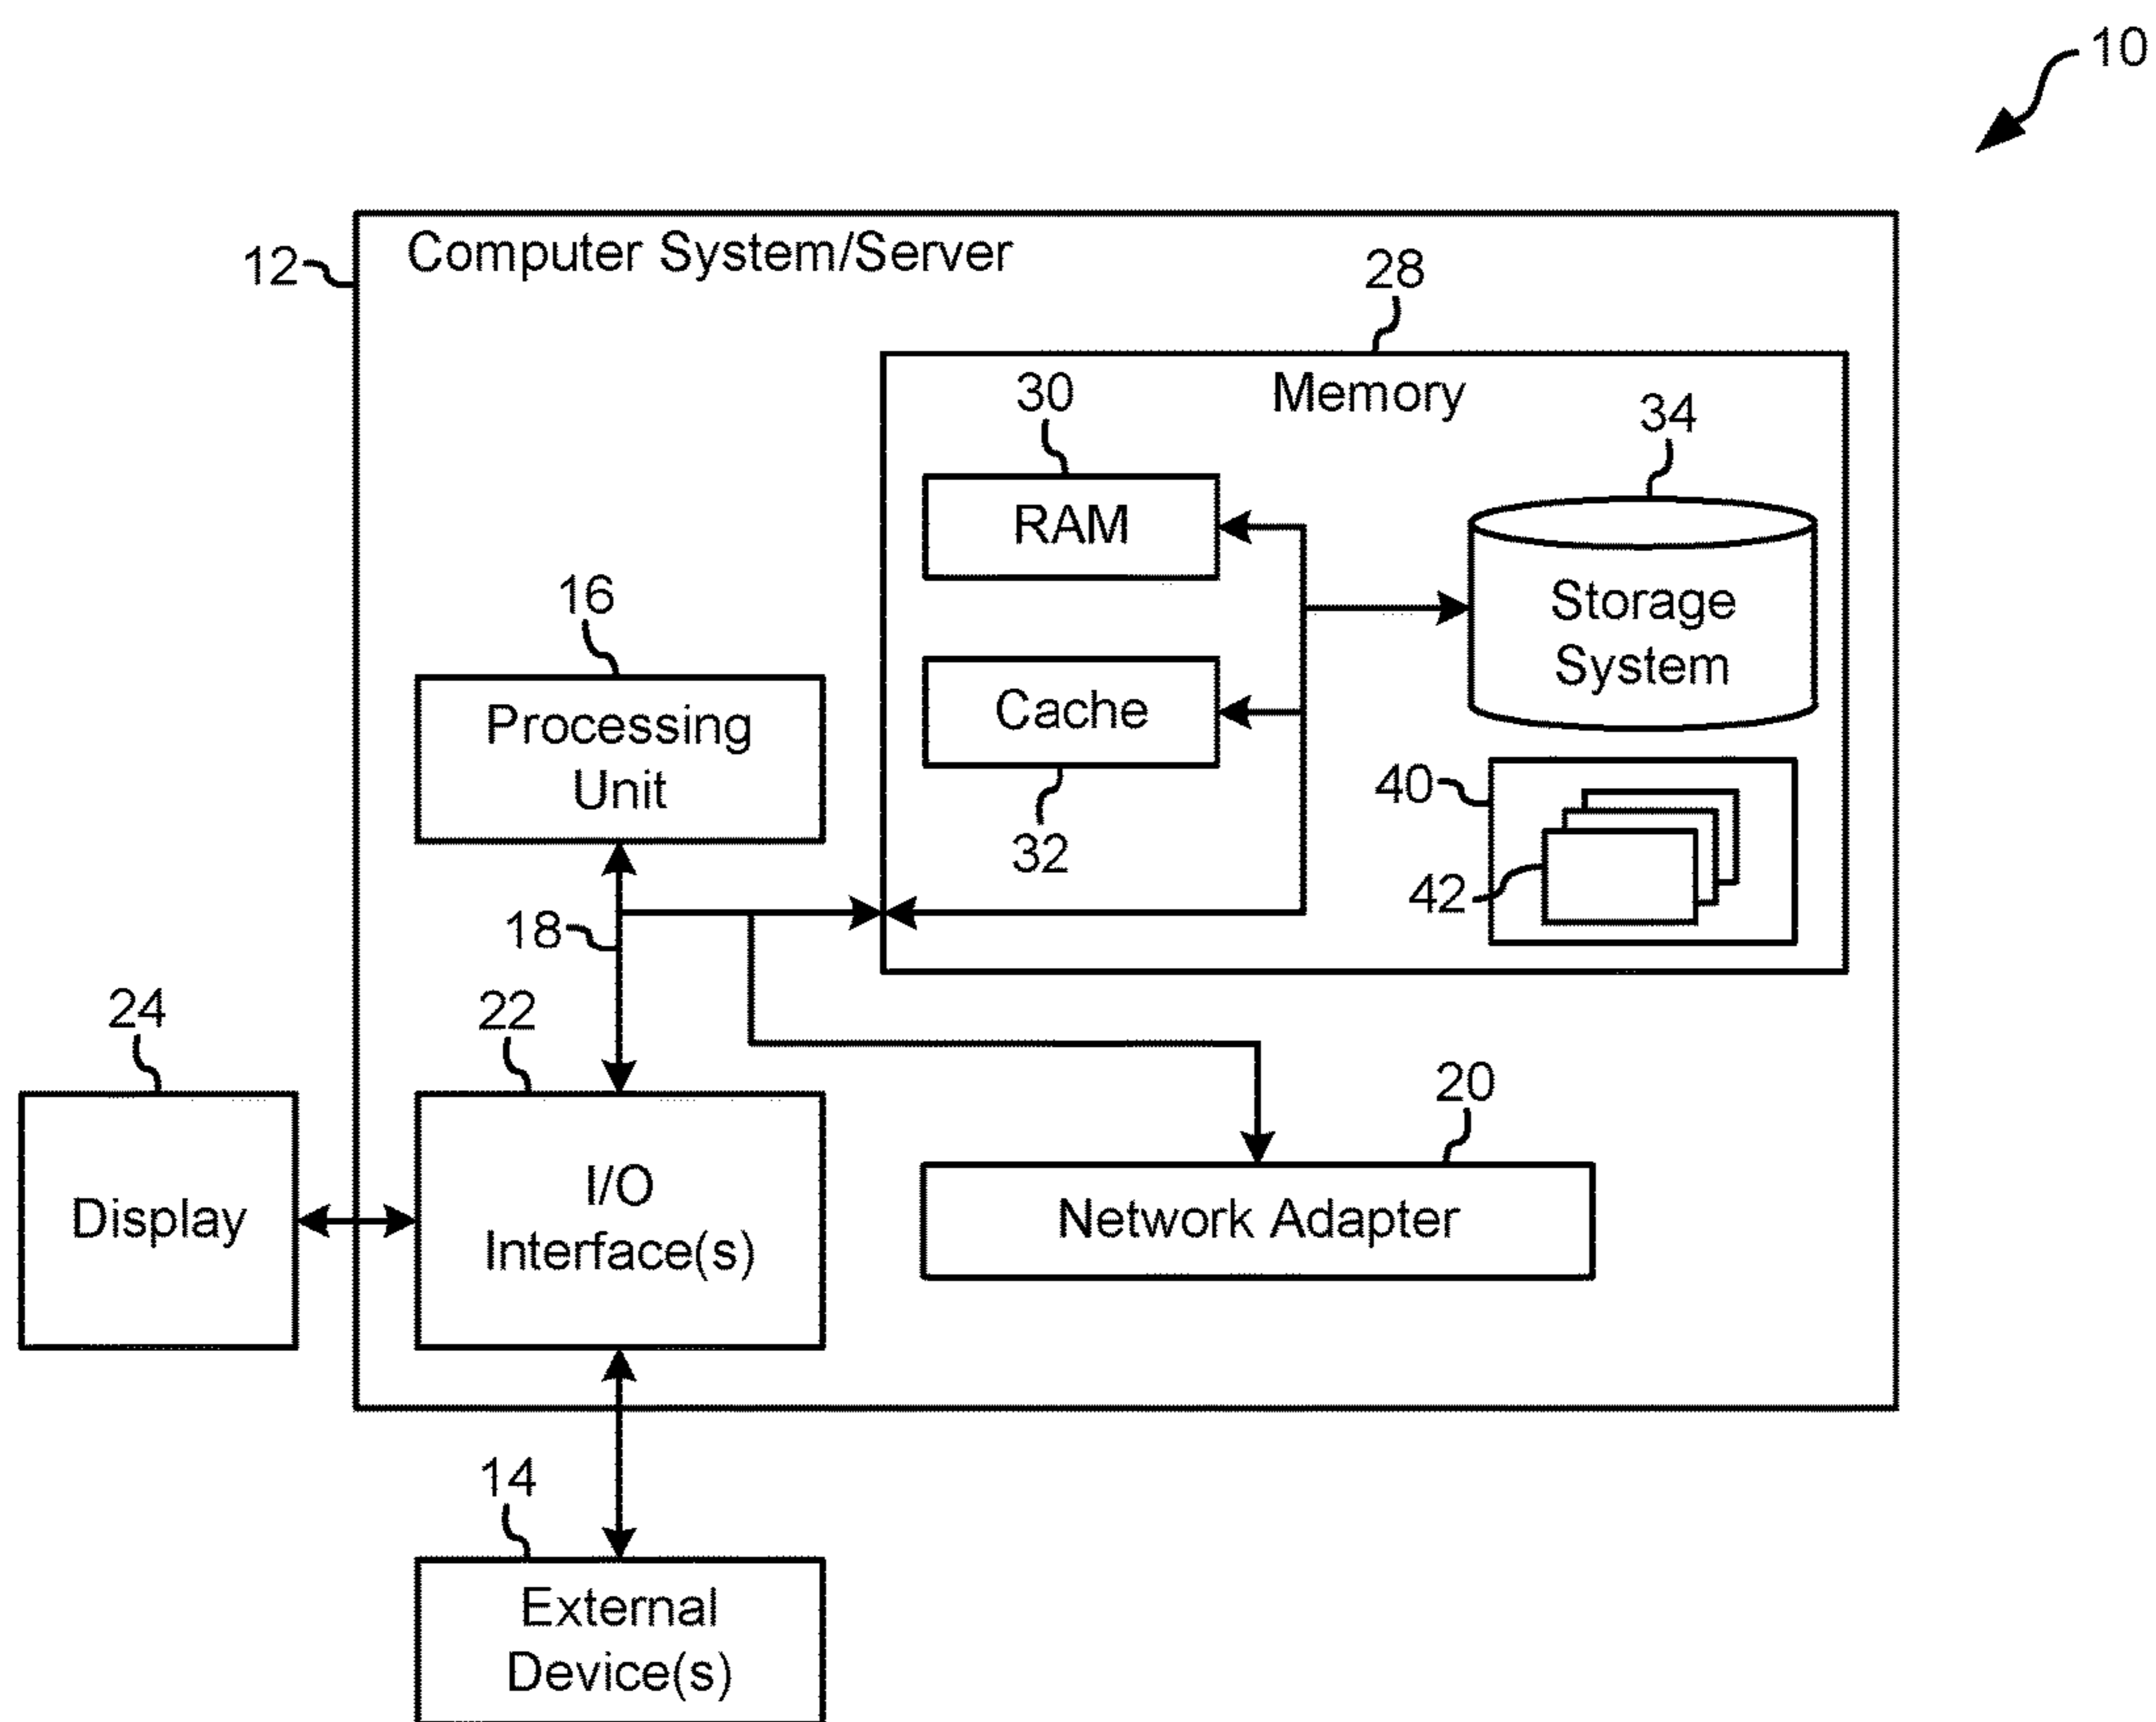 10
12
Computer System/Server
28
Memory
30
RAM
34
Storage
System
16
Processing
Unit
Cache
32
40
42
18
24
Display
22
I/O
Interface(s)
20
Network Adapter
14
External
Device(s)